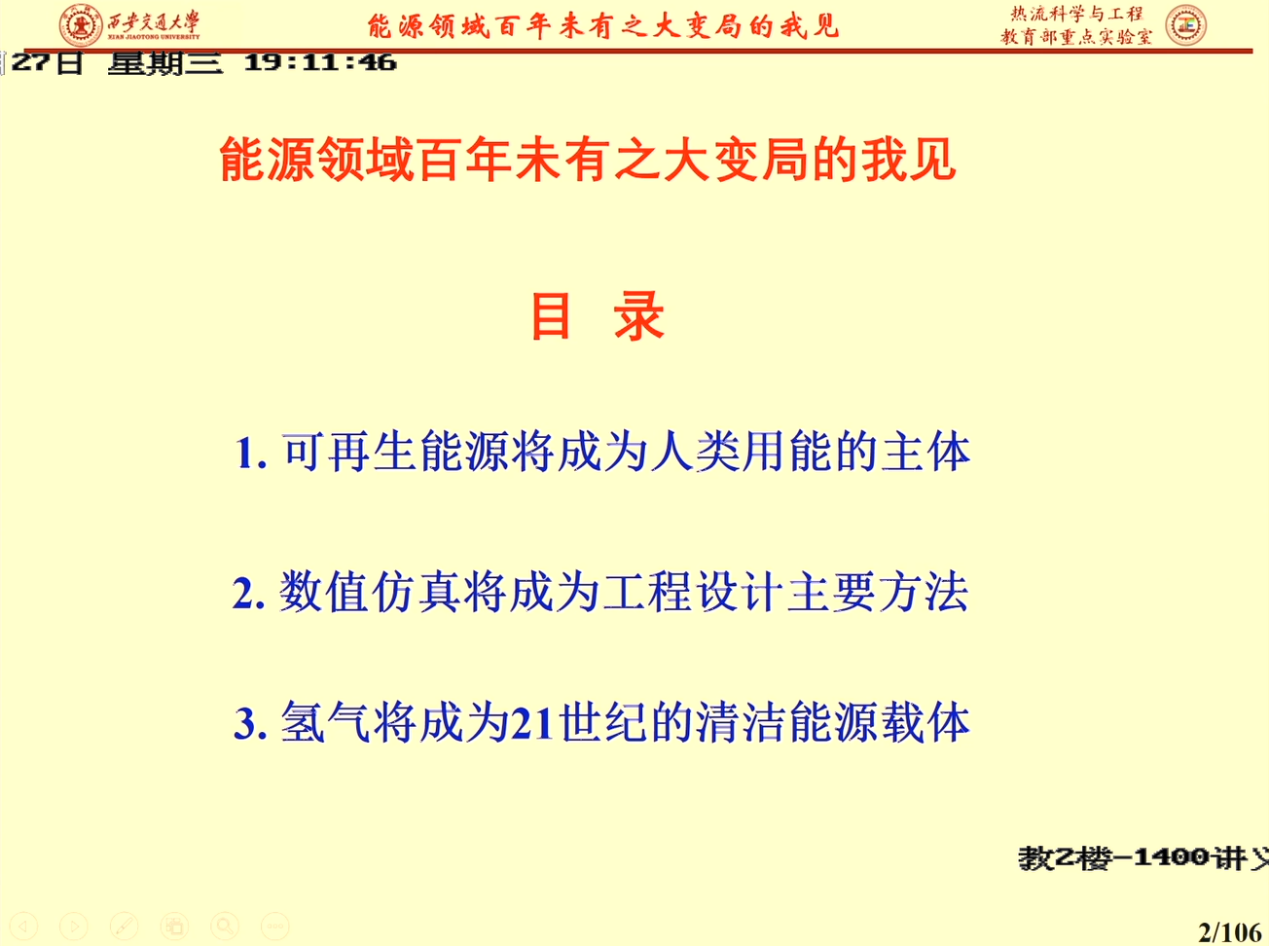 西安交通大学
XI'AN JIAOTONG UNIVERSITY
能源领域百年未有之大变局的我见
热流科学与工程
教育部重点实验室
27日 星期三 19:11:46
能源领域百年未有之大变局的我见
目 录
1. 可再生能源将成为人类用能的主体
2. 数值仿真将成为工程设计主要方法
3. 氢气将成为21世纪的清洁能源载体
教2楼-1400讲义
2/106